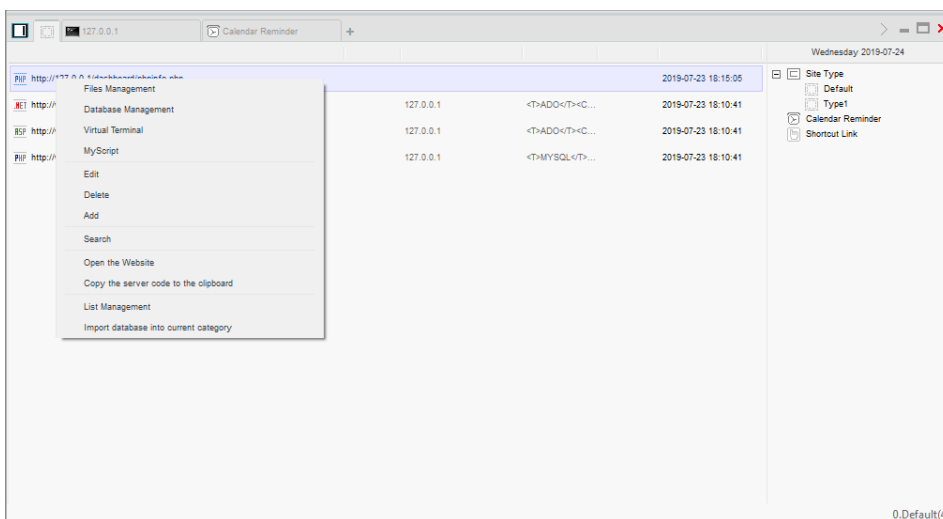 127.0.0.1
Calendar Reminder
+
Wednesday 2019-07-24
PHP http://127.0.0.1/dashboard/phpinfo.php 2019-07-23 18:15:05
.NET http:// 127.0.0.1 <T>ADO</T><C... 2019-07-23 18:10:41
ASP http:// 127.0.0.1 <T>ADO</T><C... 2019-07-23 18:10:41
PHP http:// 127.0.0.1 <T>MYSQL</T>... 2019-07-23 18:10:41
Files Management
Database Management
Virtual Terminal
MyScript
Edit
Delete
Add
Search
Open the Website
Copy the server code to the clipboard
List Management
Import database into current category
Site Type
Default
Type1
Calendar Reminder
Shortcut Link
0.Default(4